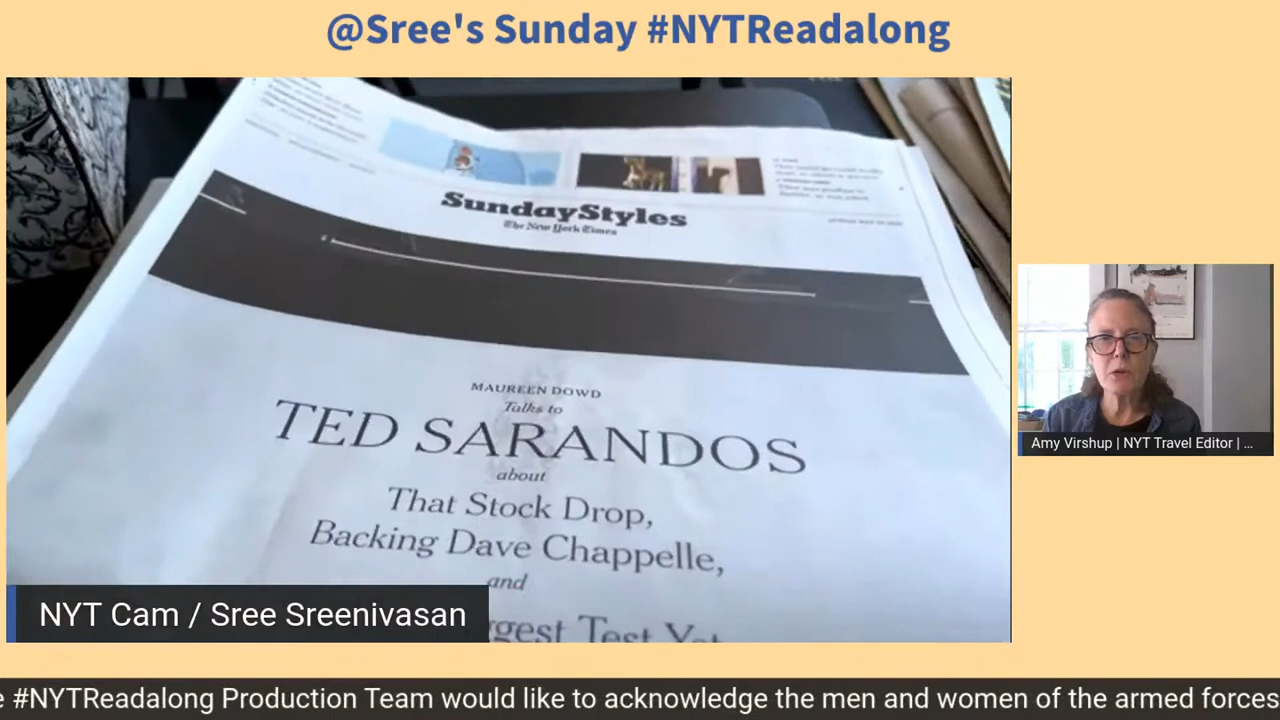 @Sree's Sunday #NYTReadalong
SundayStyles
The New York Times
MAUREEN DOWD
Talks to
TED SARANDOS
about
That Stock Drop,
Backing Dave Chappelle,
and
Test
NYT Cam / Sree Sreenivasan
Amy Virshup | NYT Travel Editor | ...
#NYTReadalong Production Team would like to acknowledge the men and women of the armed forces